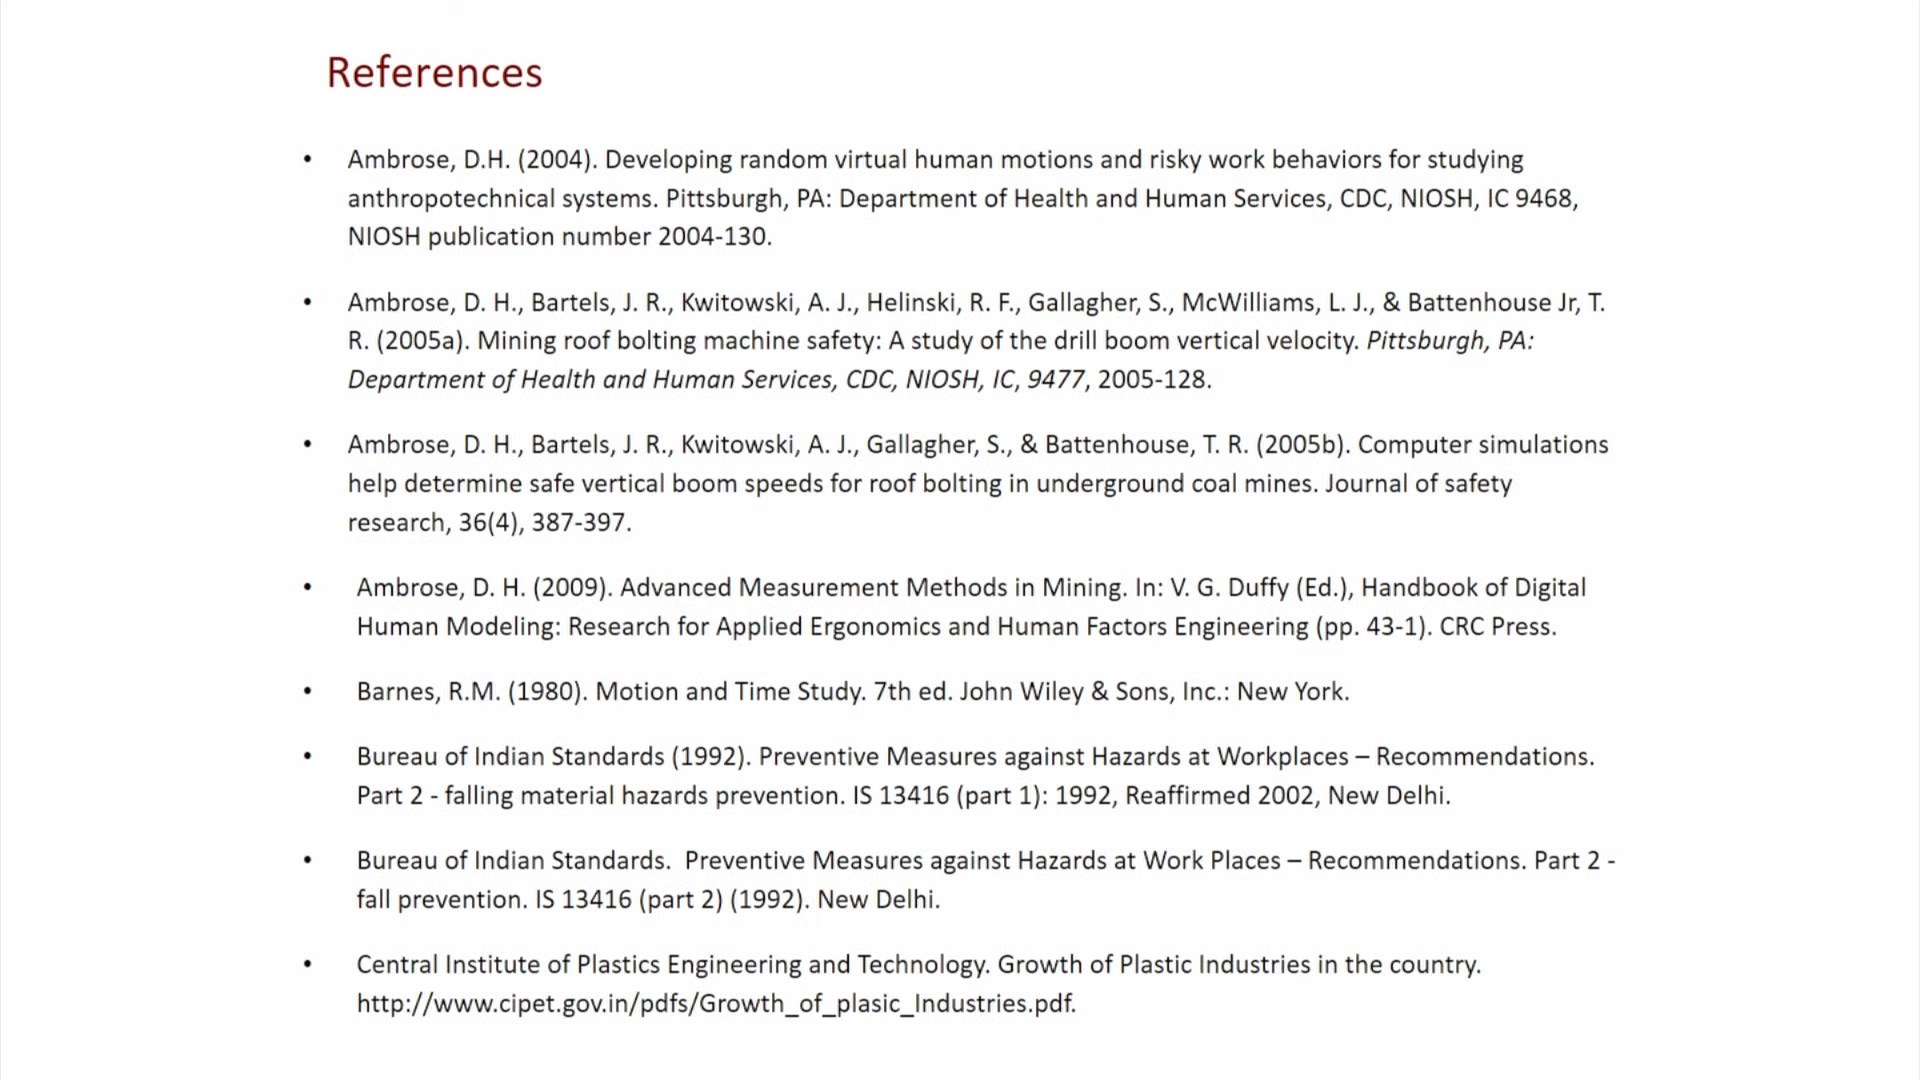 References
• Ambrose, D.H. (2004). Developing random virtual human motions and risky work behaviors for studying
anthropotechnical systems. Pittsburgh, PA: Department of Health and Human Services, CDC, NIOSH, IC 9468,
NIOSH publication number 2004-130.
• Ambrose, D. H., Bartels, J. R., Kwitowski, A. J., Helinski, R. F., Gallagher, S., McWilliams, L. J., & Battenhouse Jr, T.
R. (2005a). Mining roof bolting machine safety: A study of the drill boom vertical velocity. Pittsburgh, PA:
Department of Health and Human Services, CDC, NIOSH, IC, 9477, 2005-128.
• Ambrose, D. H., Bartels, J. R., Kwitowski, A. J., Gallagher, S., & Battenhouse, T. R. (2005b). Computer simulations
help determine safe vertical boom speeds for roof bolting in underground coal mines. Journal of safety
research, 36(4), 387-397.
• Ambrose, D. H. (2009). Advanced Measurement Methods in Mining. In: V. G. Duffy (Ed.), Handbook of Digital
Human Modeling: Research for Applied Ergonomics and Human Factors Engineering (pp. 43-1). CRC Press.
• Barnes, R.M. (1980). Motion and Time Study. 7th ed. John Wiley & Sons, Inc.: New York.
• Bureau of Indian Standards (1992). Preventive Measures against Hazards at Workplaces – Recommendations.
Part 2 - falling material hazards prevention. IS 13416 (part 1): 1992, Reaffirmed 2002, New Delhi.
• Bureau of Indian Standards.  Preventive Measures against Hazards at Work Places – Recommendations. Part 2 -
fall prevention. IS 13416 (part 2) (1992). New Delhi.
• Central Institute of Plastics Engineering and Technology. Growth of Plastic Industries in the country.
http://www.cipet.gov.in/pdfs/Growth_of_plasic_Industries.pdf.